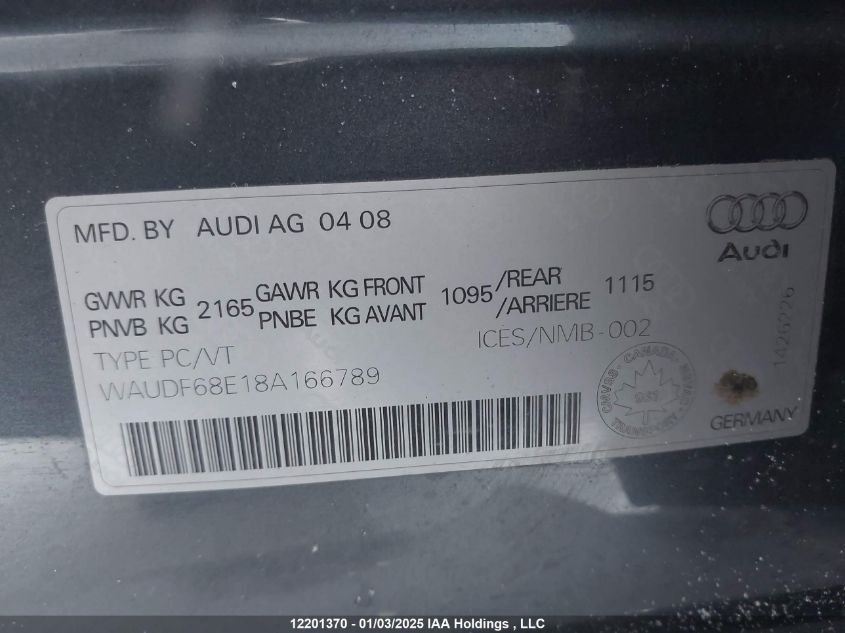 MFD. BY AUDI AG 04 08
Audi
GVWR KG 2165 GAWR KG FRONT 1095 /REAR 1115
PNVB KG PNBE KG AVANT /ARRIERE
ICES/NMB-002
TYPE PC/VT
WAUDF68E18A166789
1426226
CANADA
TRANSPORT
GERMANY
12201370 - 01/03/2025 IAA Holdings , LLC